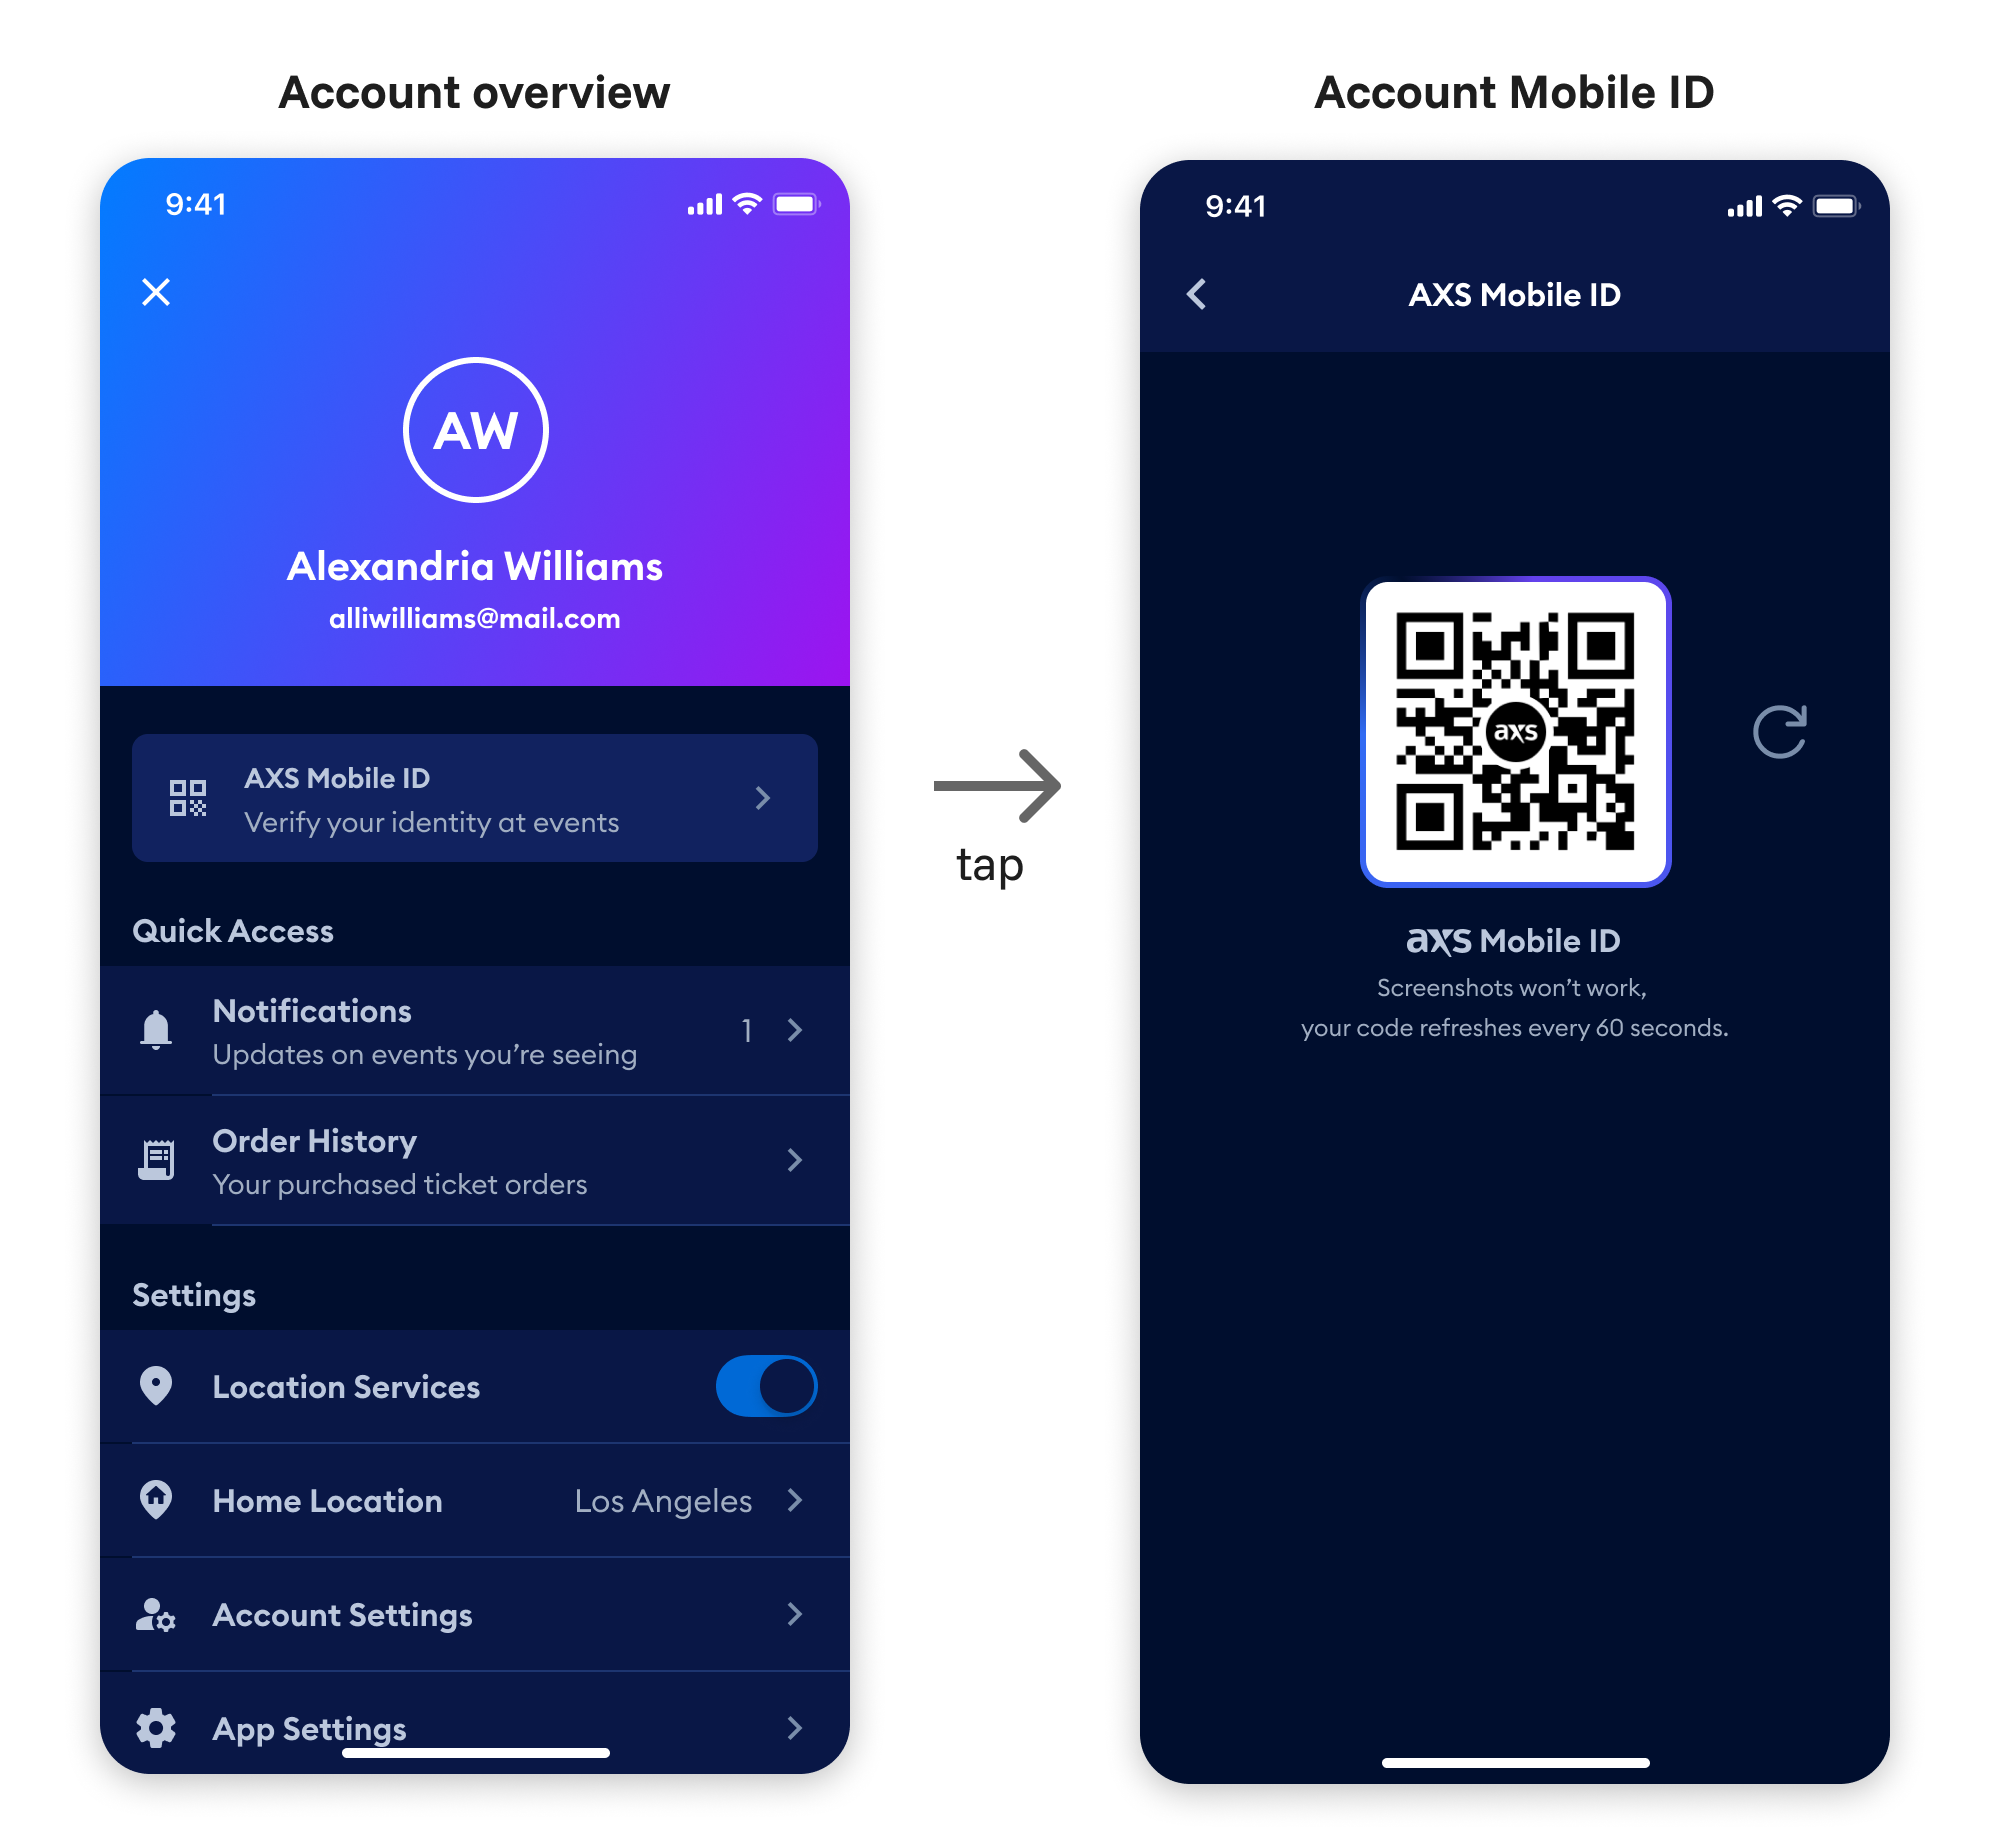 Account overview
9:41
AW
Alexandria Williams
alliwilliams@mail.com
AXS Mobile ID
Verify your identity at events
Quick Access
Notifications
Updates on events you’re seeing
1
Order History
Your purchased ticket orders
Settings
Location Services
Home Location
Los Angeles
Account Settings
App Settings
tap
Account Mobile ID
9:41
AXS Mobile ID
axs
axs Mobile ID
Screenshots won’t work,
your code refreshes every 60 seconds.